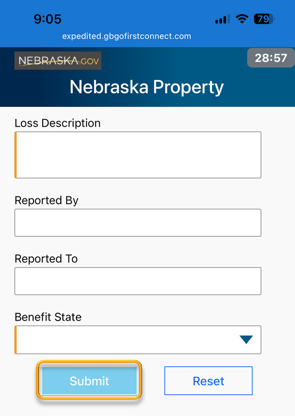 9:05
79
expedited.gbgofirstconnect.com
NEBRASKA.GOV
28:57
Nebraska Property
Loss Description
Reported By
Reported To
Benefit State
Submit
Reset